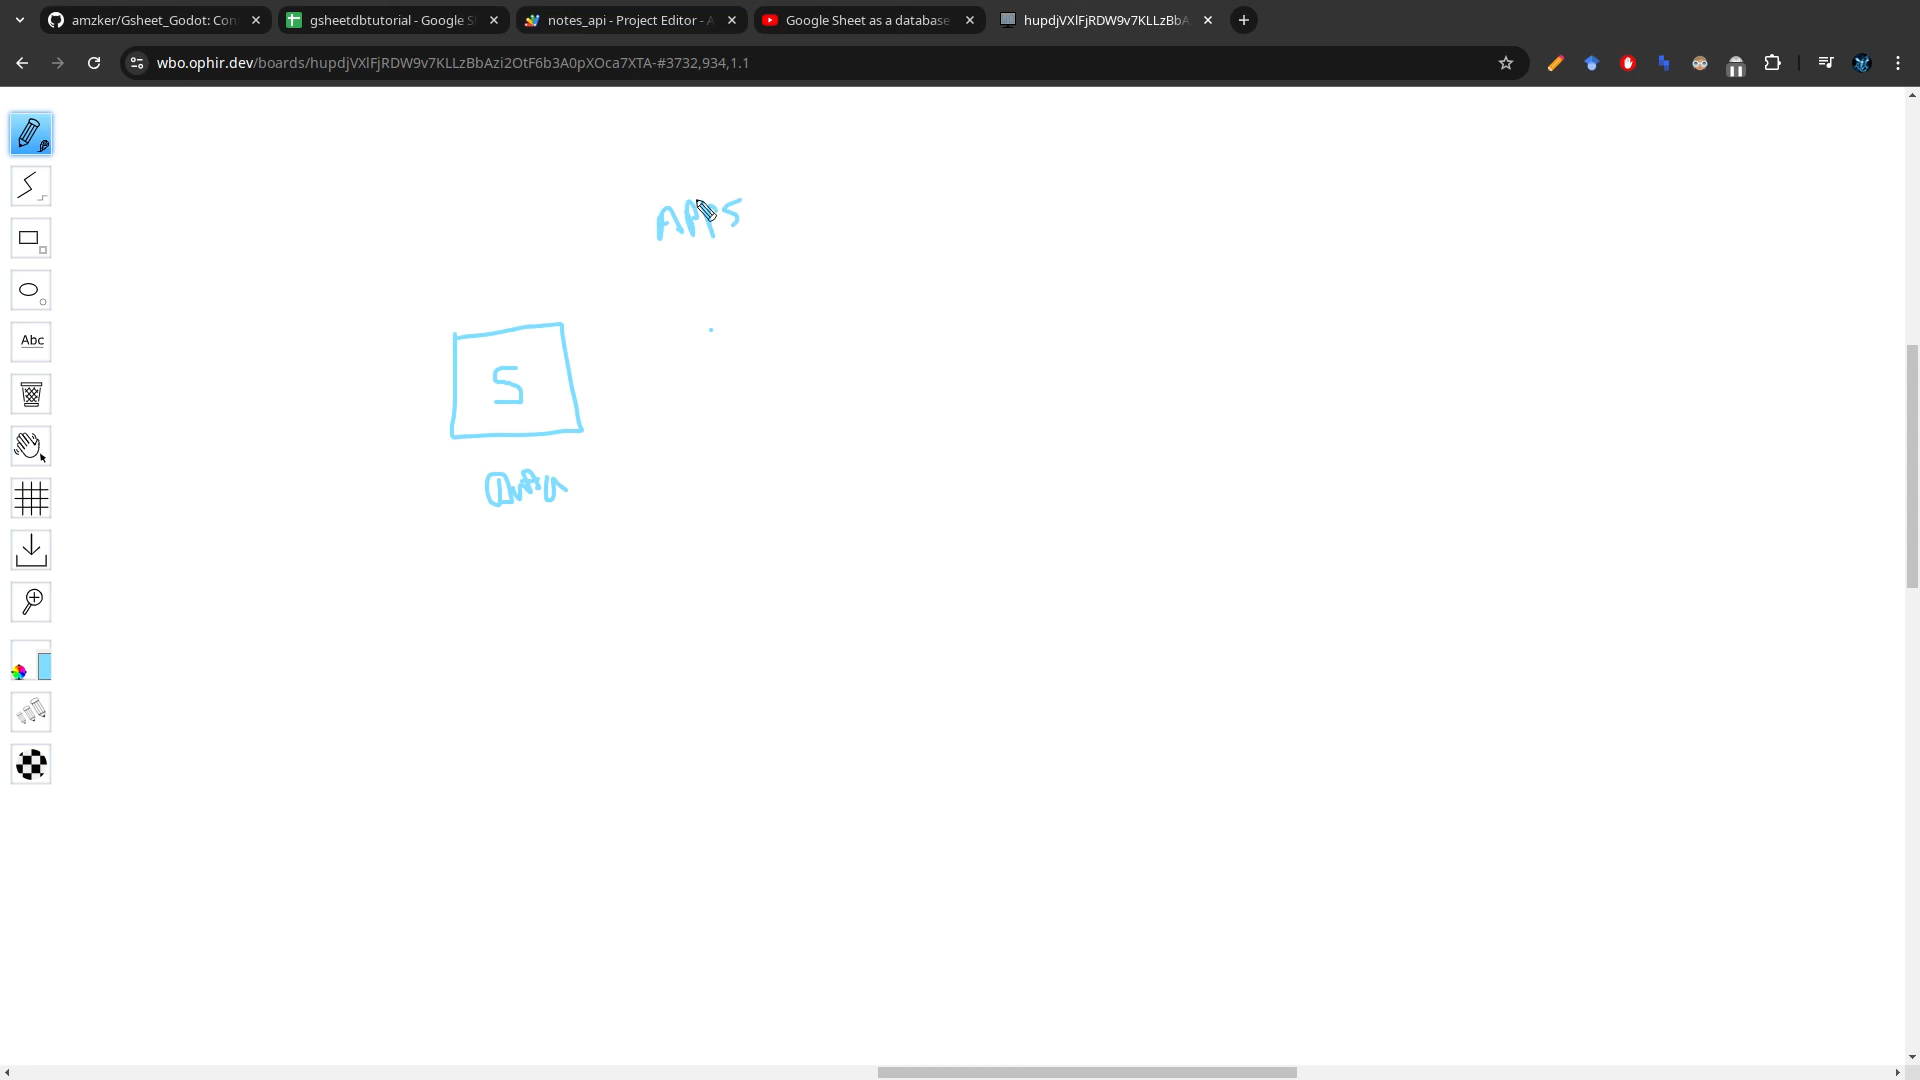 amzker/Gsheet_Godot: Con
gsheetdbtutorial - Google S
notes_api - Project Editor - A
Google Sheet as a database
hupdjVXlFjRDW9v7KLLzBbA
wbo.ophir.dev/boards/hupdjVXlFjRDW9v7KLLzBbAzi2OtF6b3A0pXOca7XTA-#3732,934,1.1
APPS
Abc
S
Data